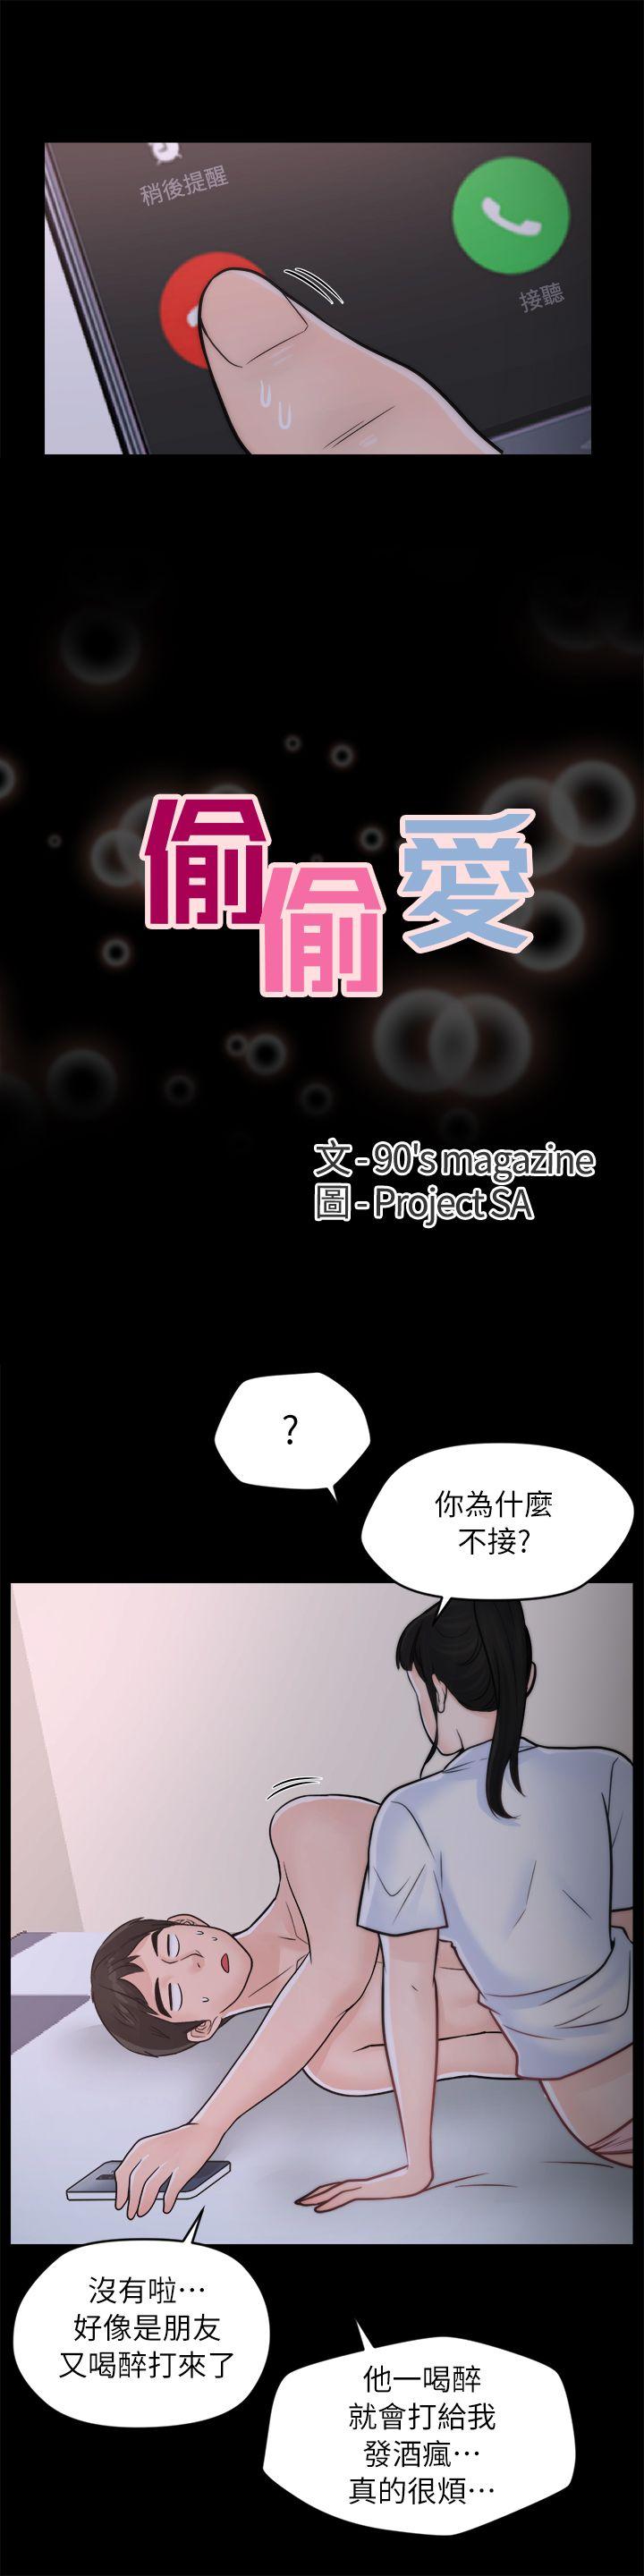 稍後提醒
接聽
偷偷愛
文 - 90's magazine
圖 - Project SA
?
你為什麼
不接?
沒有啦…
好像是朋友
又喝醉打來了
他一喝醉
就會打給我
發酒瘋…
真的很煩…